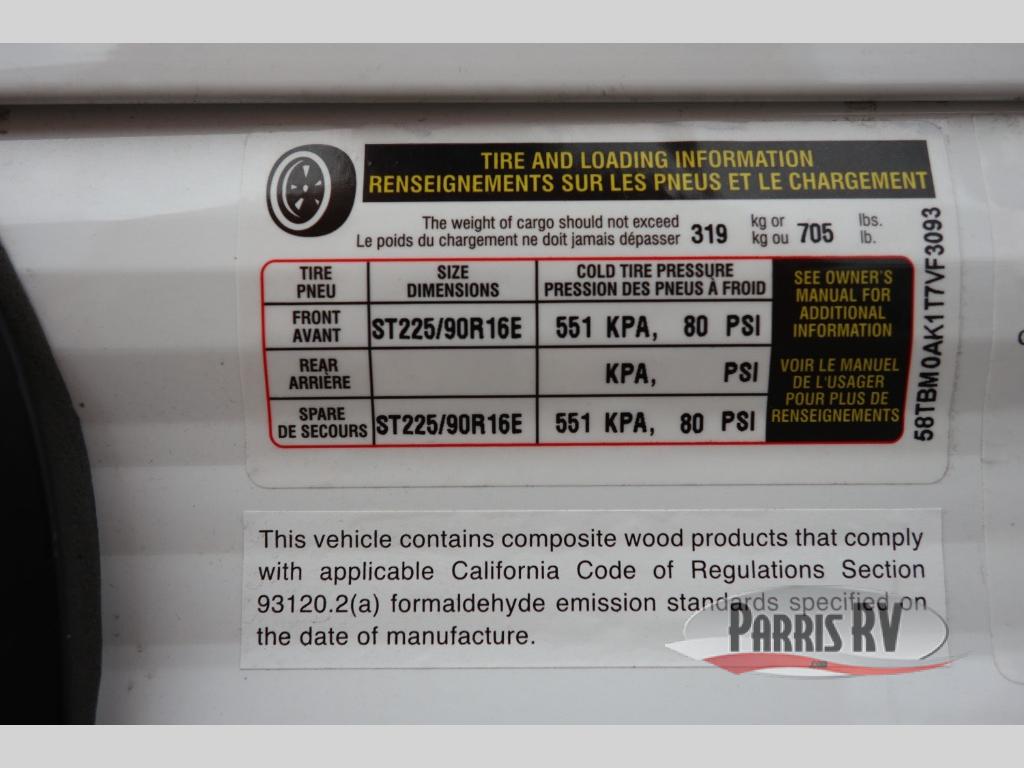 TIRE AND LOADING INFORMATION
RENSEIGNEMENTS SUR LES PNEUS ET LE CHARGEMENT
The weight of cargo should not exceed 319 kg or 705 lbs.
Le poids du chargement ne doit jamais dépasser kg ou lb.
TIRE SIZE COLD TIRE PRESSURE
PNEU DIMENSIONS PRESSION DES PNEUS À FROID
FRONT
AVANT ST225/90R16E 551 KPA, 80 PSI
REAR
ARRIÈRE KPA, PSI
SPARE
DE SECOURS ST225/90R16E 551 KPA, 80 PSI
SEE OWNER'S
MANUAL FOR
ADDITIONAL
INFORMATION
VOIR LE MANUEL
DE L'USAGER
POUR PLUS DE
RENSEIGNEMENTS
58TBM0AK1T7VF3093
This vehicle contains composite wood products that comply
with applicable California Code of Regulations Section
93120.2(a) formaldehyde emission standards specified on
the date of manufacture.
PARRIS RV
.com